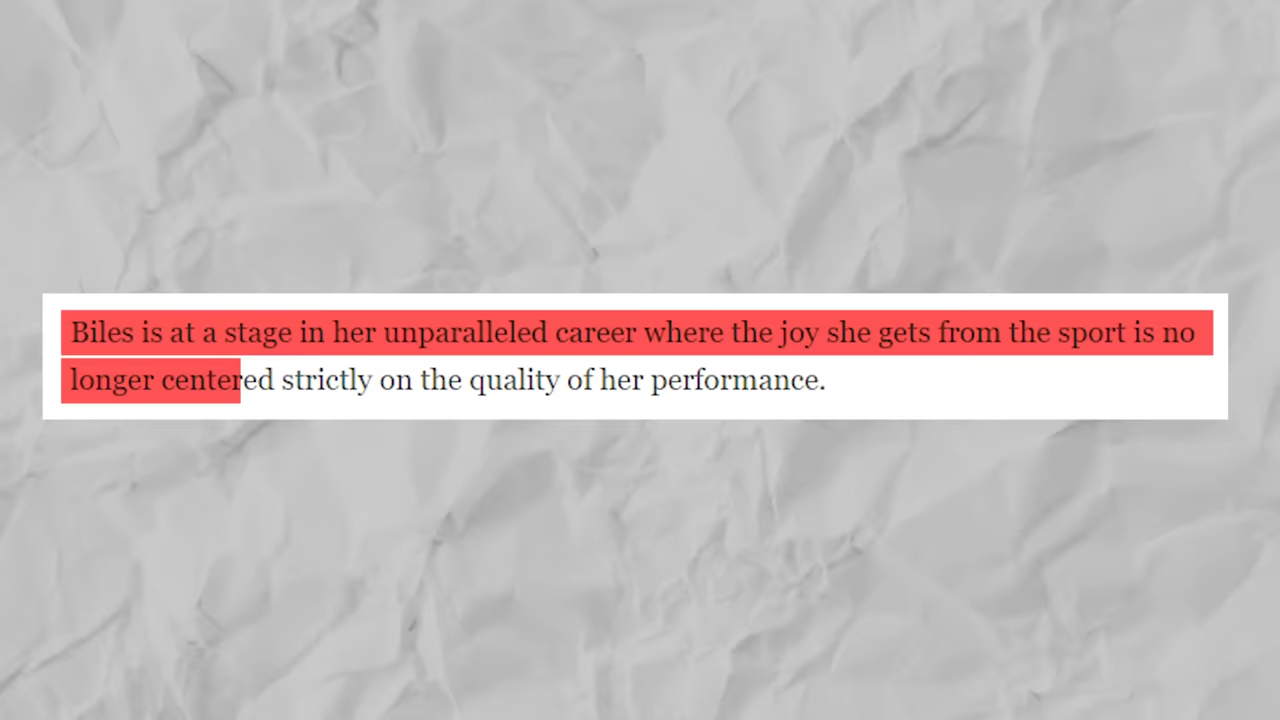 Biles is at a stage in her unparalleled career where the joy she gets from the sport is no
longer centered strictly on the quality of her performance.